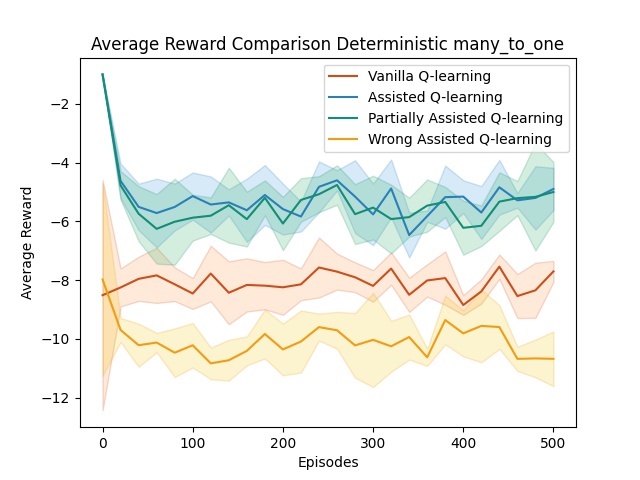 Average Reward Comparison Deterministic many_to_one
Vanilla Q-learning
Assisted Q-learning
Partially Assisted Q-learning
Wrong Assisted Q-learning
−2
−4
−6
−8
−10
−12
Average Reward
0 100 200 300 400 500
Episodes